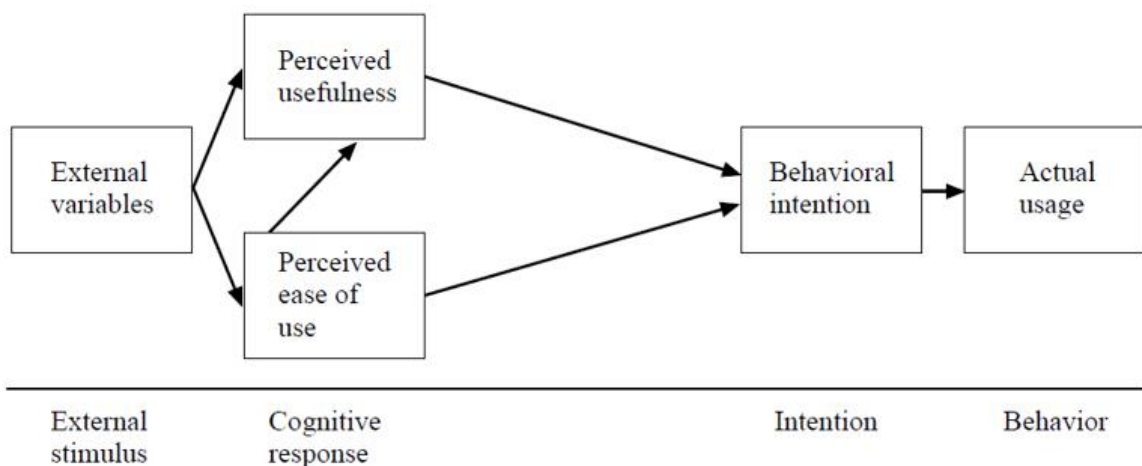 Perceived
usefulness
External
variables
Behavioral
intention
Actual
usage
Perceived
ease of
use
External
stimulus
Cognitive
response
Intention
Behavior